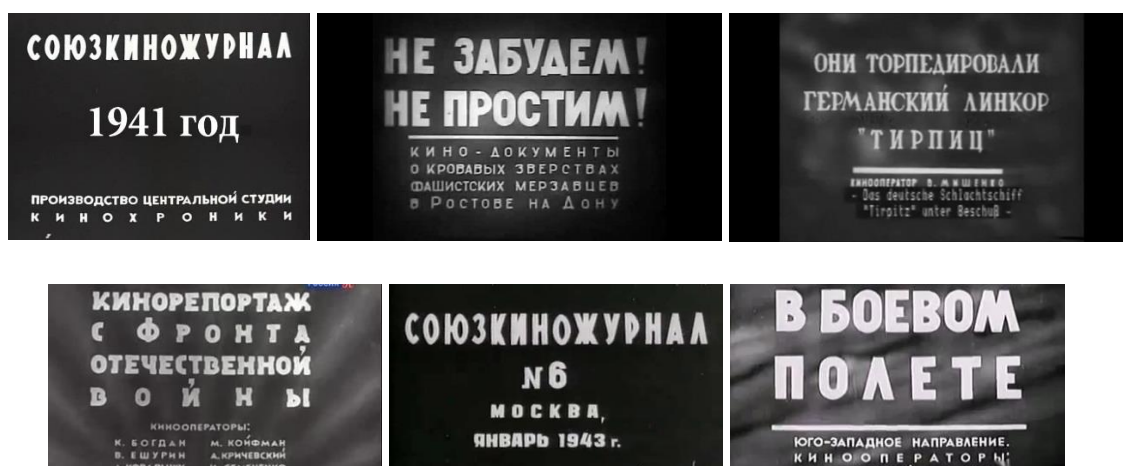 СОЮЗКИНОЖУРНАЛ
1941 год
ПРОИЗВОДСТВО ЦЕНТРАЛЬНОЙ СТУДИИ
КИНОХРОНИКИ
НЕ ЗАБУДЕМ!
НЕ ПРОСТИМ!
КИНО-ДОКУМЕНТЫ
О КРОВАВЫХ ЗВЕРСТВАХ
ФАШИСТСКИХ МЕРЗАВЦЕВ
в РОСТОВЕ НА ДОНУ
ОНИ ТОРПЕДИРОВАЛИ
ГЕРМАНСКИЙ ЛИНКОР
"ТИРПИЦ"
КИНООПЕРАТОР В. МИЩЕНКО
- Das deutsche Schlachtschiff
"Tirpitz" unter Beschuß -
КИНОРЕПОРТАЖ
С ФРОНТА
ОТЕЧЕСТВЕННОЙ
ВОЙНЫ
КИНООПЕРАТОРЫ:
К. БОГДАН М. КОЙФМАН
В. ЕШУРИН А. КРИЧЕВСКИЙ
СОЮЗКИНОЖУРНАЛ
N6
МОСКВА,
ЯНВАРЬ 1943 г.
В БОЕВОМ
ПОЛЕТЕ
ЮГО-ЗАПАДНОЕ НАПРАВЛЕНИЕ.
КИНООПЕРАТОРЫ: